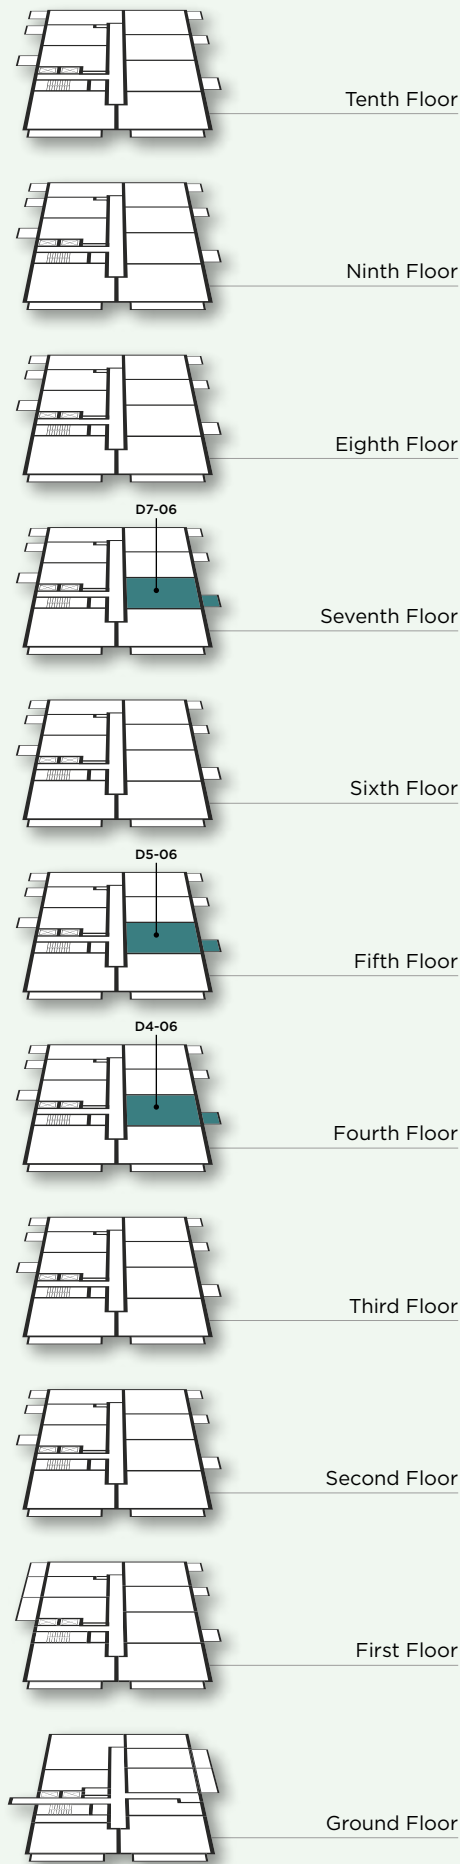 Tenth Floor
Ninth Floor
Eighth Floor
D7-06
Seventh Floor
Sixth Floor
D5-06
Fifth Floor
D4-06
Fourth Floor
Third Floor
Second Floor
First Floor
Ground Floor